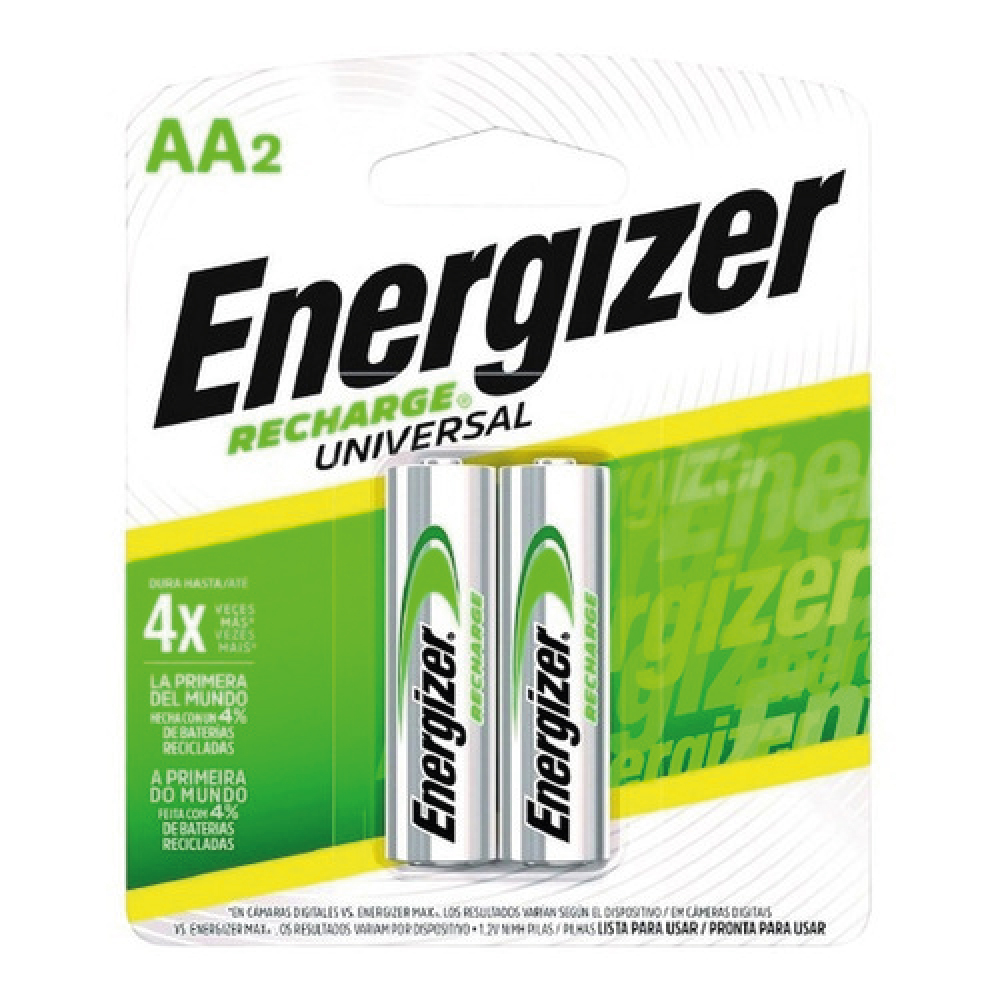 AA2
Energizer
RECHARGE®
UNIVERSAL
DURA HASTA/ATÉ
4X VECES
MÁS*
VEZES
MAIS*
LA PRIMERA
DEL MUNDO
HECHA CON UN 4%
DE BATERÍAS
RECICLADAS
A PRIMEIRA
DO MUNDO
FEITA COM 4%
DE BATERIAS
RECICLADAS
Energizer®
RECHARGE
Energizer®
RECHARGE
*EN CÁMARAS DIGITALES VS. ENERGIZER MAX®. LOS RESULTADOS VARÍAN SEGÚN EL DISPOSITIVO / EM CÂMERAS DIGITAIS
VS. ENERGIZER MAX®. OS RESULTADOS VARIAM POR DISPOSITIVO • 1.2V NiMH PILAS / PILHAS LISTA PARA USAR / PRONTA PARA USAR